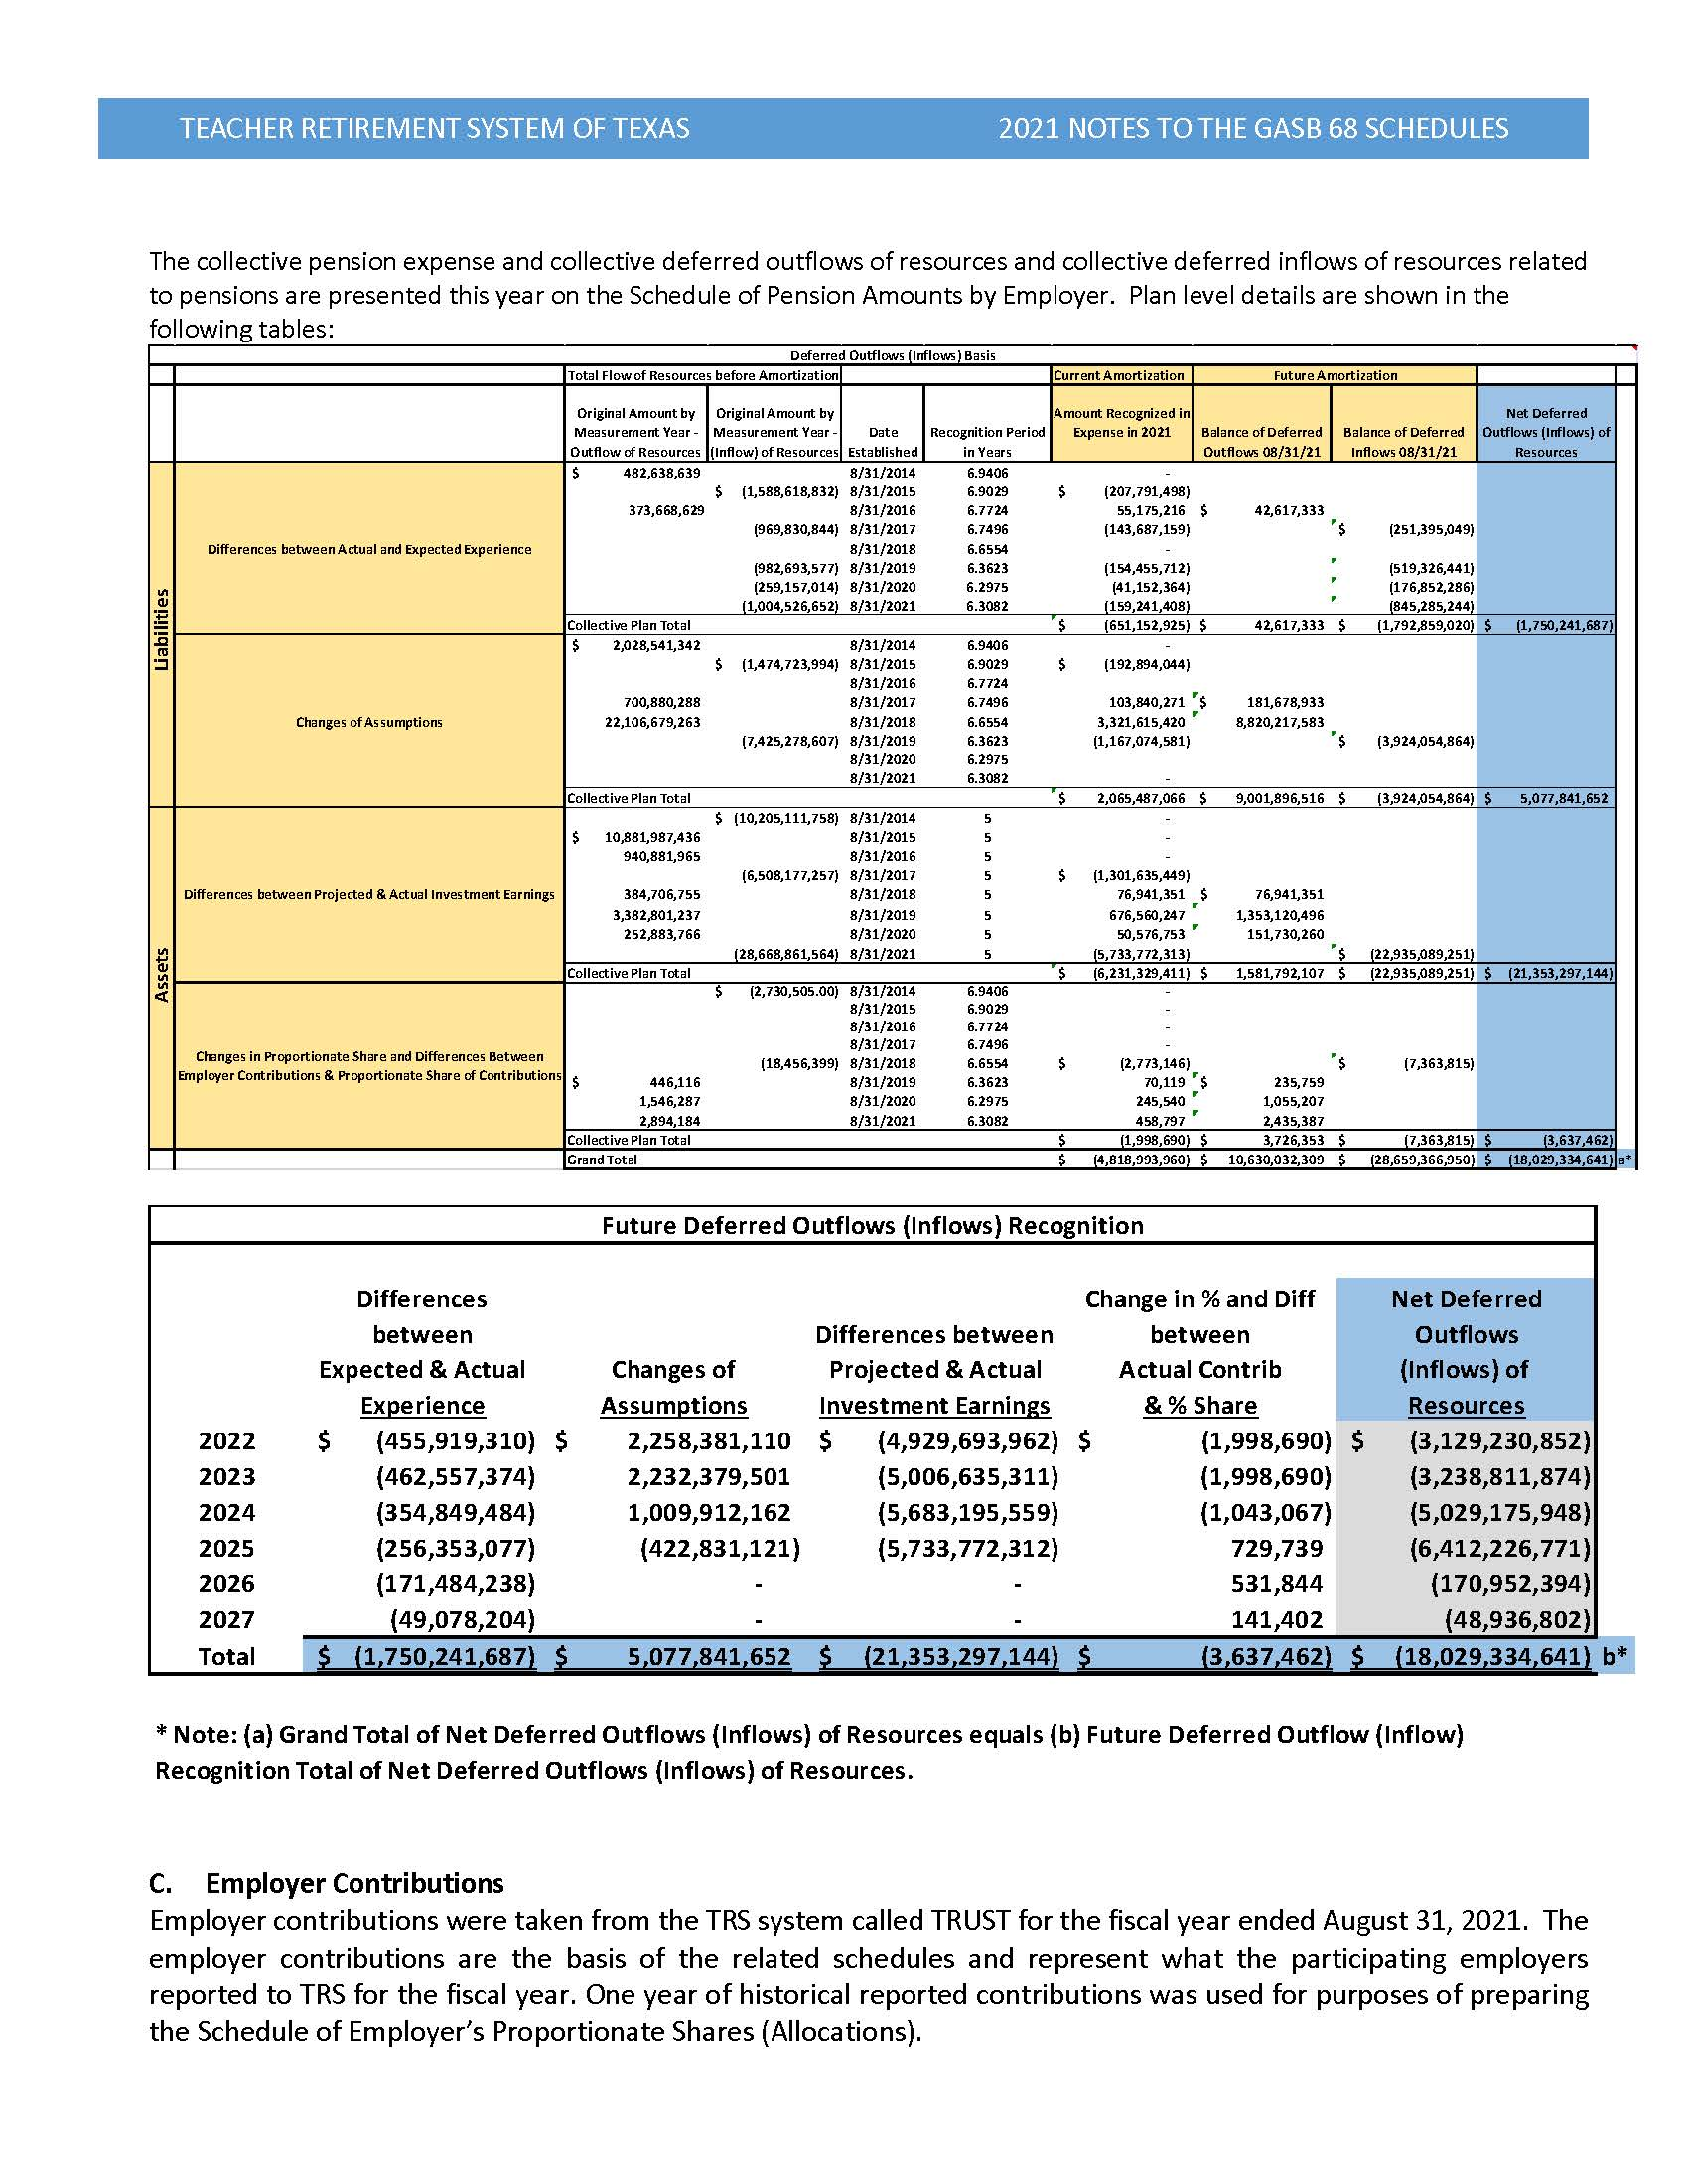 TEACHER RETIREMENT SYSTEM OF TEXAS 2021 NOTES TO THE GASB 68 SCHEDULES
The collective pension expense and collective deferred outflows of resources and collective deferred inflows of resources related
to pensions are presented this year on the Schedule of Pension Amounts by Employer. Plan level details are shown in the
following tables:
Deferred Outflows (Inflows) Basis
Total Flow of Resources before Amortization Current Amortization Future Amortization
Original Amount by Original Amount by Amount Recognized in Net Deferred
Measurement Year - Measurement Year - Date Recognition Period Expense in 2021 Balance of Deferred Balance of Deferred Outflows (Inflows) of
Outflow of Resources (Inflow) of Resources Established in Years Outflows 08/31/21 Inflows 08/31/21 Resources
Liabilities
Differences between Actual and Expected Experience
$ 482,638,639 8/31/2014 6.9406 -
$ (1,588,618,832) 8/31/2015 6.9029 $ (207,791,498)
373,668,629 8/31/2016 6.7724 55,175,216 $ 42,617,333
(969,830,844) 8/31/2017 6.7496 (143,687,159) $ (251,395,049)
8/31/2018 6.6554 -
(982,693,577) 8/31/2019 6.3623 (154,455,712) (519,326,441)
(259,157,014) 8/31/2020 6.2975 (41,152,364) (176,852,286)
(1,004,526,652) 8/31/2021 6.3082 (159,241,408) (845,285,244)
Collective Plan Total $ (651,152,925) $ 42,617,333 $ (1,792,859,020) $ (1,750,241,687)
Changes of Assumptions
$ 2,028,541,342 8/31/2014 6.9406 -
$ (1,474,723,994) 8/31/2015 6.9029 $ (192,894,044)
8/31/2016 6.7724
700,880,288 8/31/2017 6.7496 103,840,271 $ 181,678,933
22,106,679,263 8/31/2018 6.6554 3,321,615,420 8,820,217,583
(7,425,278,607) 8/31/2019 6.3623 (1,167,074,581) $ (3,924,054,864)
8/31/2020 6.2975
8/31/2021 6.3082 -
Collective Plan Total $ 2,065,487,066 $ 9,001,896,516 $ (3,924,054,864) $ 5,077,841,652
Assets
Differences between Projected & Actual Investment Earnings
$ (10,205,111,758) 8/31/2014 5 -
$ 10,881,987,436 8/31/2015 5 -
940,881,965 8/31/2016 5 -
(6,508,177,257) 8/31/2017 5 $ (1,301,635,449)
384,706,755 8/31/2018 5 76,941,351 $ 76,941,351
3,382,801,237 8/31/2019 5 676,560,247 1,353,120,496
252,883,766 8/31/2020 5 50,576,753 151,730,260
(28,668,861,564) 8/31/2021 5 (5,733,772,313) $ (22,935,089,251)
Collective Plan Total $ (6,231,329,411) $ 1,581,792,107 $ (22,935,089,251) $ (21,353,297,144)
Changes in Proportionate Share and Differences Between
Employer Contributions & Proportionate Share of Contributions
$ (2,730,505.00) 8/31/2014 6.9406 -
8/31/2015 6.9029 -
8/31/2016 6.7724 -
8/31/2017 6.7496 -
(18,456,399) 8/31/2018 6.6554 $ (2,773,146) $ (7,363,815)
$ 446,116 8/31/2019 6.3623 70,119 $ 235,759
1,546,287 8/31/2020 6.2975 245,540 1,055,207
2,894,184 8/31/2021 6.3082 458,797 2,435,387
Collective Plan Total $ (1,998,690) $ 3,726,353 $ (7,363,815) $ (3,637,462)
Grand Total $ (4,818,993,960) $ 10,630,032,309 $ (28,659,366,950) $ (18,029,334,641) a*
Future Deferred Outflows (Inflows) Recognition
Differences Change in % and Diff Net Deferred
between Differences between between Outflows
Expected & Actual Changes of Projected & Actual Actual Contrib (Inflows) of
Experience Assumptions Investment Earnings & % Share Resources
2022 $ (455,919,310) $ 2,258,381,110 $ (4,929,693,962) $ (1,998,690) $ (3,129,230,852)
2023 (462,557,374) 2,232,379,501 (5,006,635,311) (1,998,690) (3,238,811,874)
2024 (354,849,484) 1,009,912,162 (5,683,195,559) (1,043,067) (5,029,175,948)
2025 (256,353,077) (422,831,121) (5,733,772,312) 729,739 (6,412,226,771)
2026 (171,484,238) - - 531,844 (170,952,394)
2027 (49,078,204) - - 141,402 (48,936,802)
Total $ (1,750,241,687) $ 5,077,841,652 $ (21,353,297,144) $ (3,637,462) $ (18,029,334,641) b*
* Note: (a) Grand Total of Net Deferred Outflows (Inflows) of Resources equals (b) Future Deferred Outflow (Inflow)
Recognition Total of Net Deferred Outflows (Inflows) of Resources.
C. Employer Contributions
Employer contributions were taken from the TRS system called TRUST for the fiscal year ended August 31, 2021. The
employer contributions are the basis of the related schedules and represent what the participating employers
reported to TRS for the fiscal year. One year of historical reported contributions was used for purposes of preparing
the Schedule of Employer’s Proportionate Shares (Allocations).